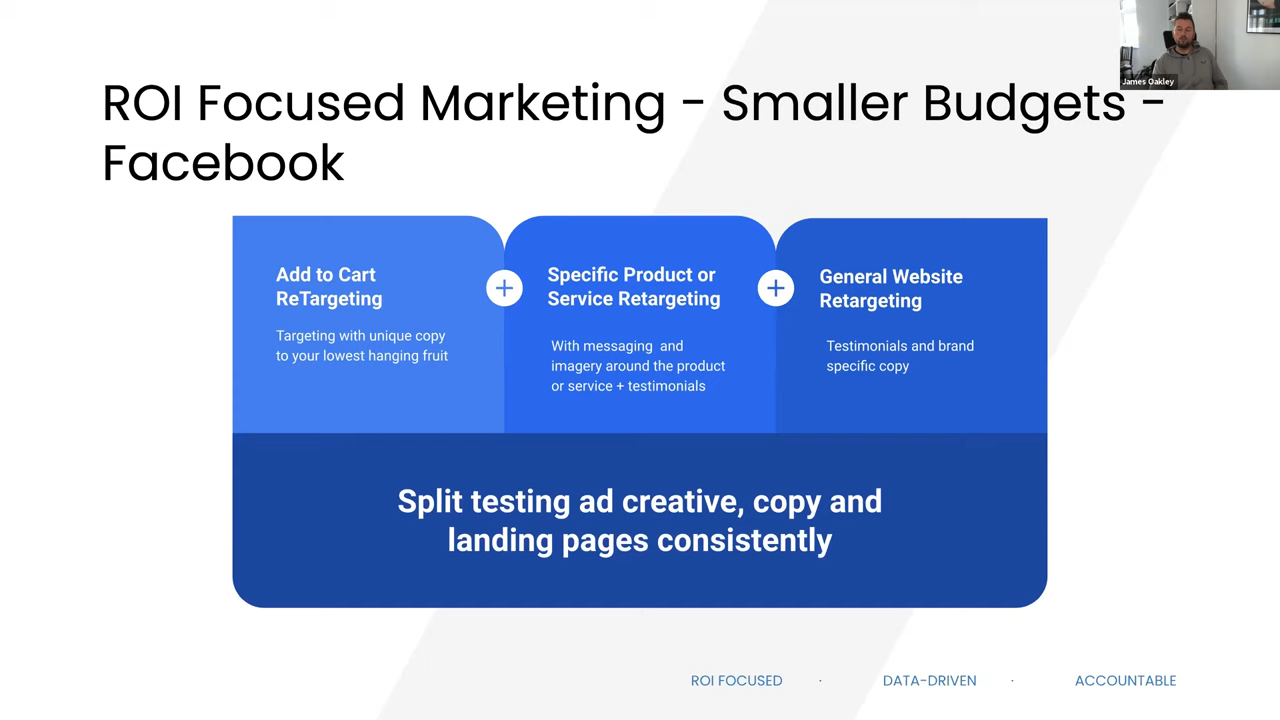 James Oakley
ROI Focused Marketing - Smaller Budgets -
Facebook
Add to Cart
ReTargeting
Targeting with unique copy
to your lowest hanging fruit
Specific Product or
Service Retargeting
With messaging and
imagery around the product
or service + testimonials
General Website
Retargeting
Testimonials and brand
specific copy
Split testing ad creative, copy and
landing pages consistently
ROI FOCUSED · DATA-DRIVEN · ACCOUNTABLE